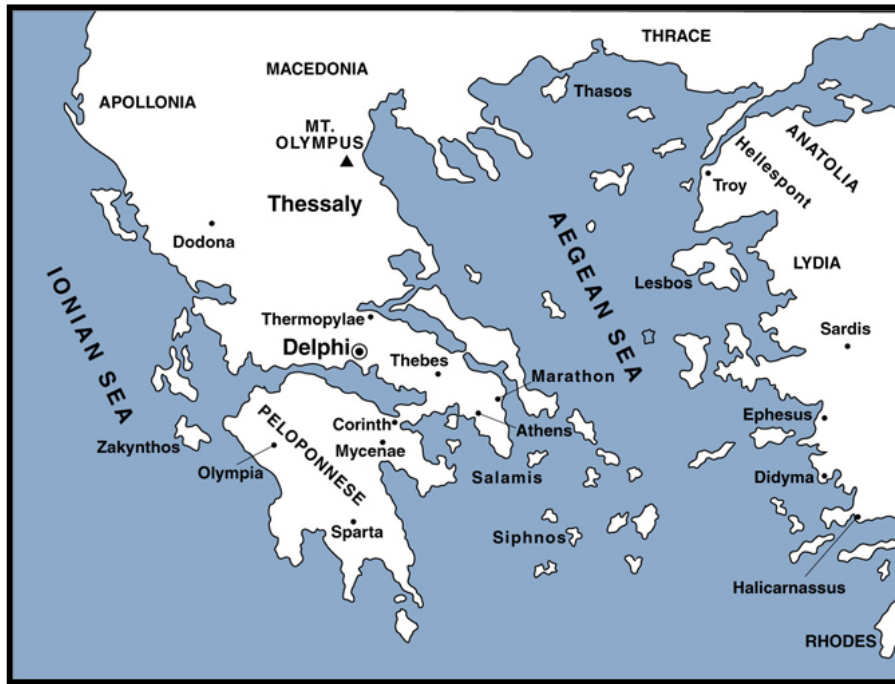 THRACE
MACEDONIA
Thasos
APOLLONIA
MT.
OLYMPUS
ANATOLIA
Hellespont
Troy
Thessaly
Dodona
AEGEAN SEA
IONIAN SEA
LYDIA
Lesbos
Thermopylae
Sardis
Delphi
Thebes
Marathon
PELOPONNESE
Corinth
Ephesus
Athens
Zakynthos
Mycenae
Olympia
Salamis
Didyma
Sparta
Siphnos
Halicarnassus
RHODES